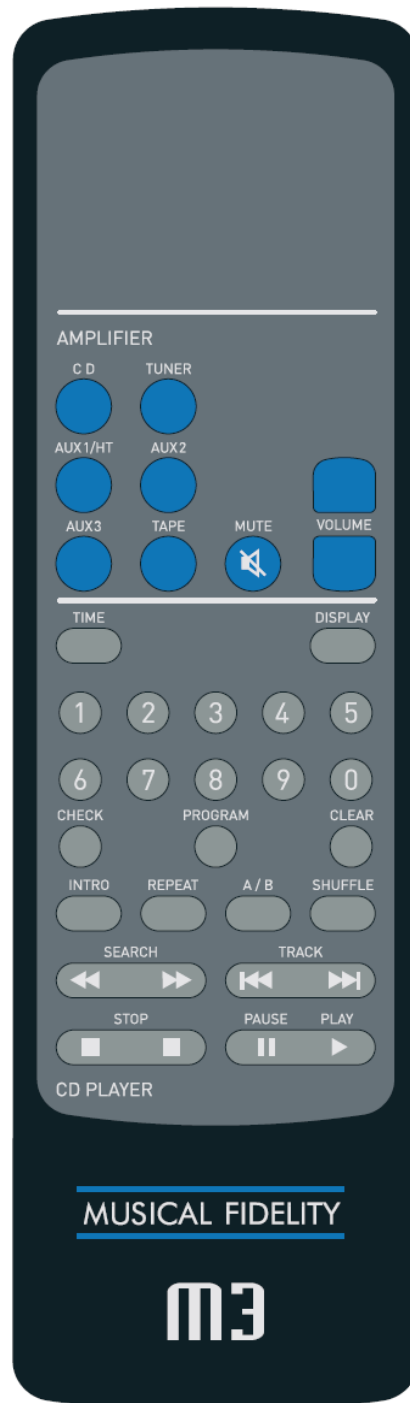 AMPLIFIER
CD TUNER
AUX1/HT AUX2
AUX3 TAPE MUTE VOLUME
TIME DISPLAY
1 2 3 4 5
6 7 8 9 0
CHECK PROGRAM CLEAR
INTRO REPEAT A/B SHUFFLE
SEARCH TRACK
STOP PAUSE PLAY
CD PLAYER
MUSICAL FIDELITY
m3